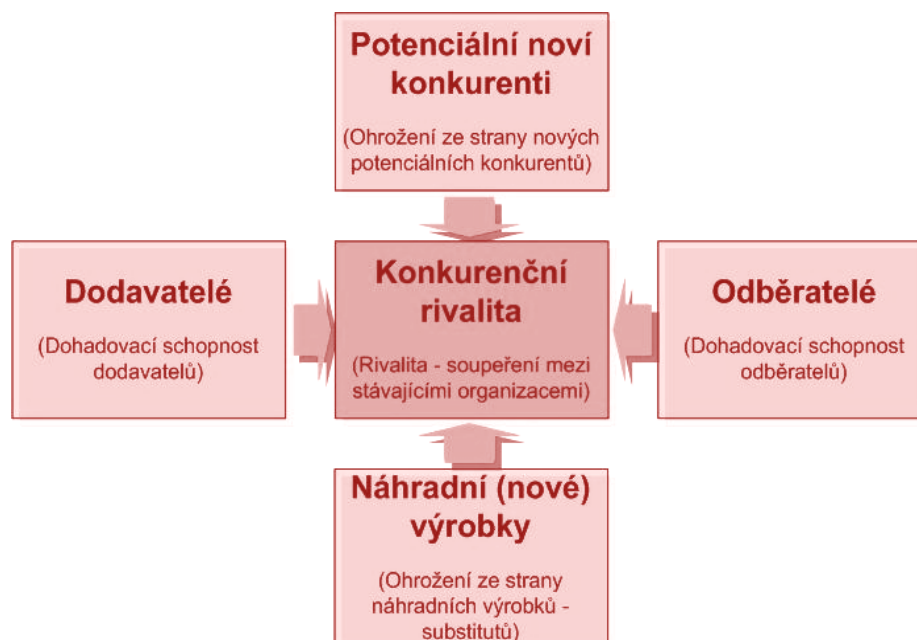 Potenciální noví
konkurenti
(Ohrožení ze strany nových
potenciálních konkurentů)
Dodavatelé
(Dohadovací schopnost
dodavatelů)
Konkurenční
rivalita
(Rivalita - soupeření mezi
stávajícími organizacemi)
Odběratelé
(Dohadovací schopnost
odběratelů)
Náhradní (nové)
výrobky
(Ohrožení ze strany
náhradních výrobků -
substitutů)